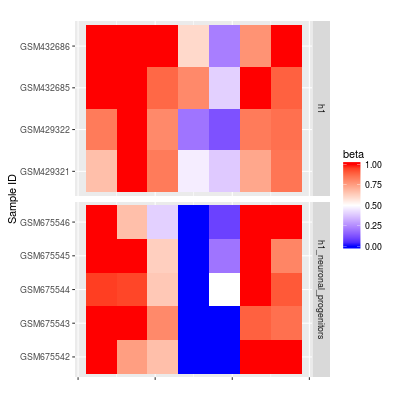 GSM432686
GSM432685
GSM429322
GSM429321
h1
GSM675546
GSM675545
GSM675544
GSM675543
GSM675542
h1_neuronal_progenitors
Sample ID
beta
1.00
0.75
0.50
0.25
0.00